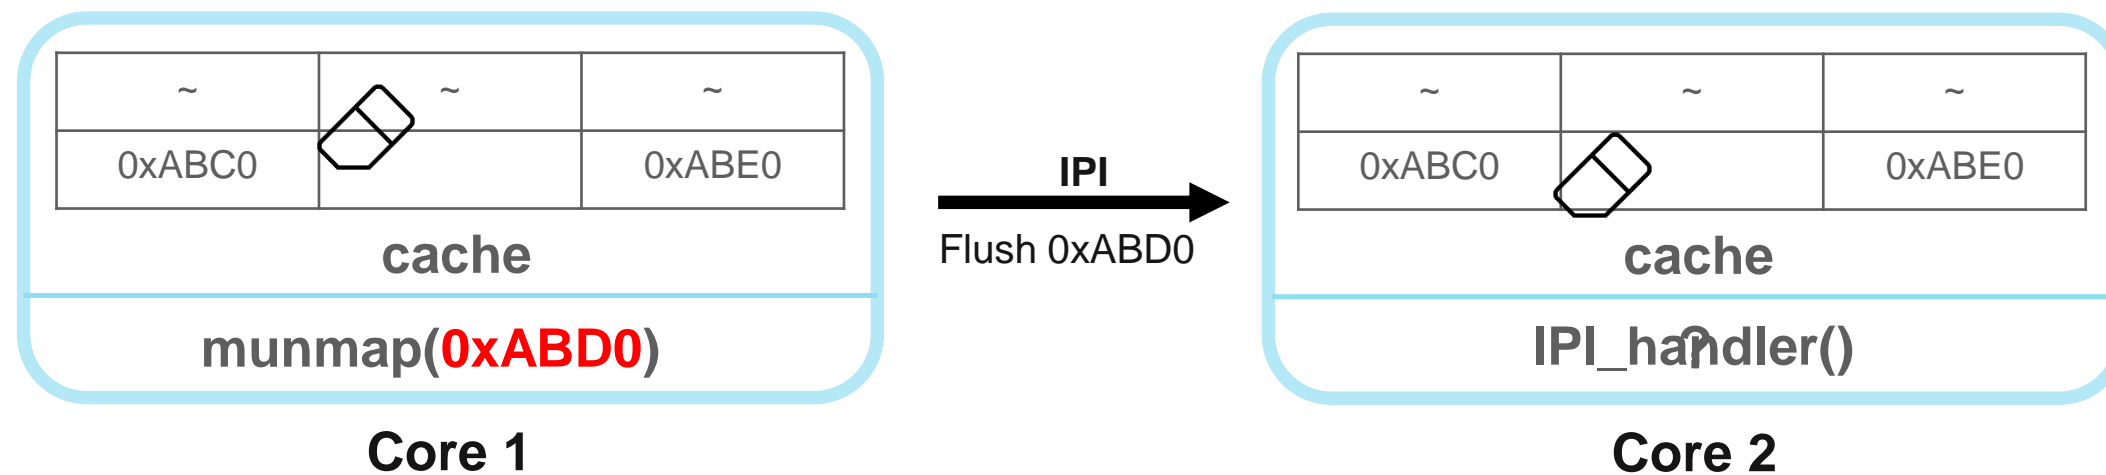 ~ ~ ~
0xABC0 0xABE0
cache
munmap(0xABD0)
Core 1
IPI
Flush 0xABD0
~ ~ ~
0xABC0 0xABE0
cache
IPI_handler()
?
Core 2